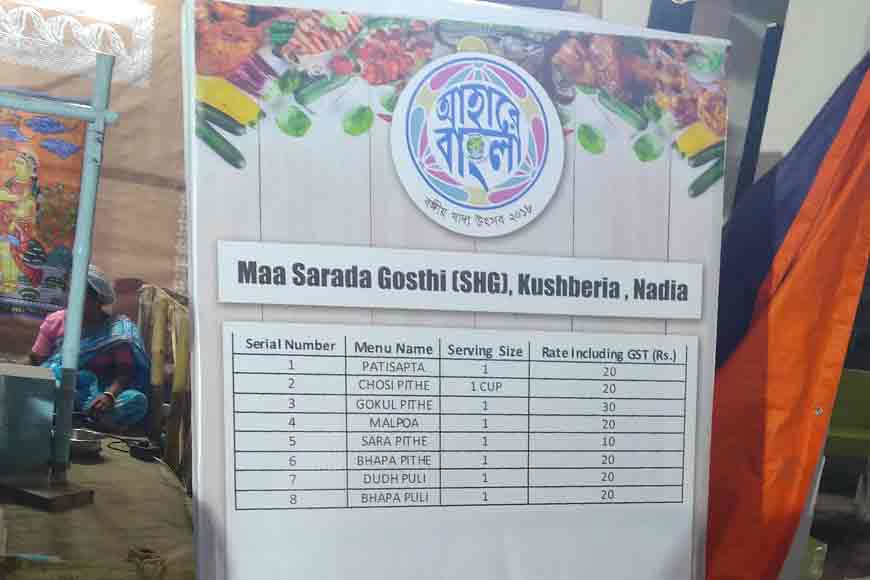 আহারে
বাংলা
বঙ্গীয় খাদ্য উৎসব ২০১৮
Maa Sarada Gosthi (SHG), Kushberia , Nadia
Serial Number Menu Name Serving Size Rate Including GST (Rs.)
1 PATISAPTA 1 20
2 CHOSI PITHE 1 CUP 20
3 GOKUL PITHE 1 30
4 MALPOA 1 20
5 SARA PITHE 1 10
6 BHAPA PITHE 1 20
7 DUDH PULI 1 20
8 BHAPA PULI 1 20